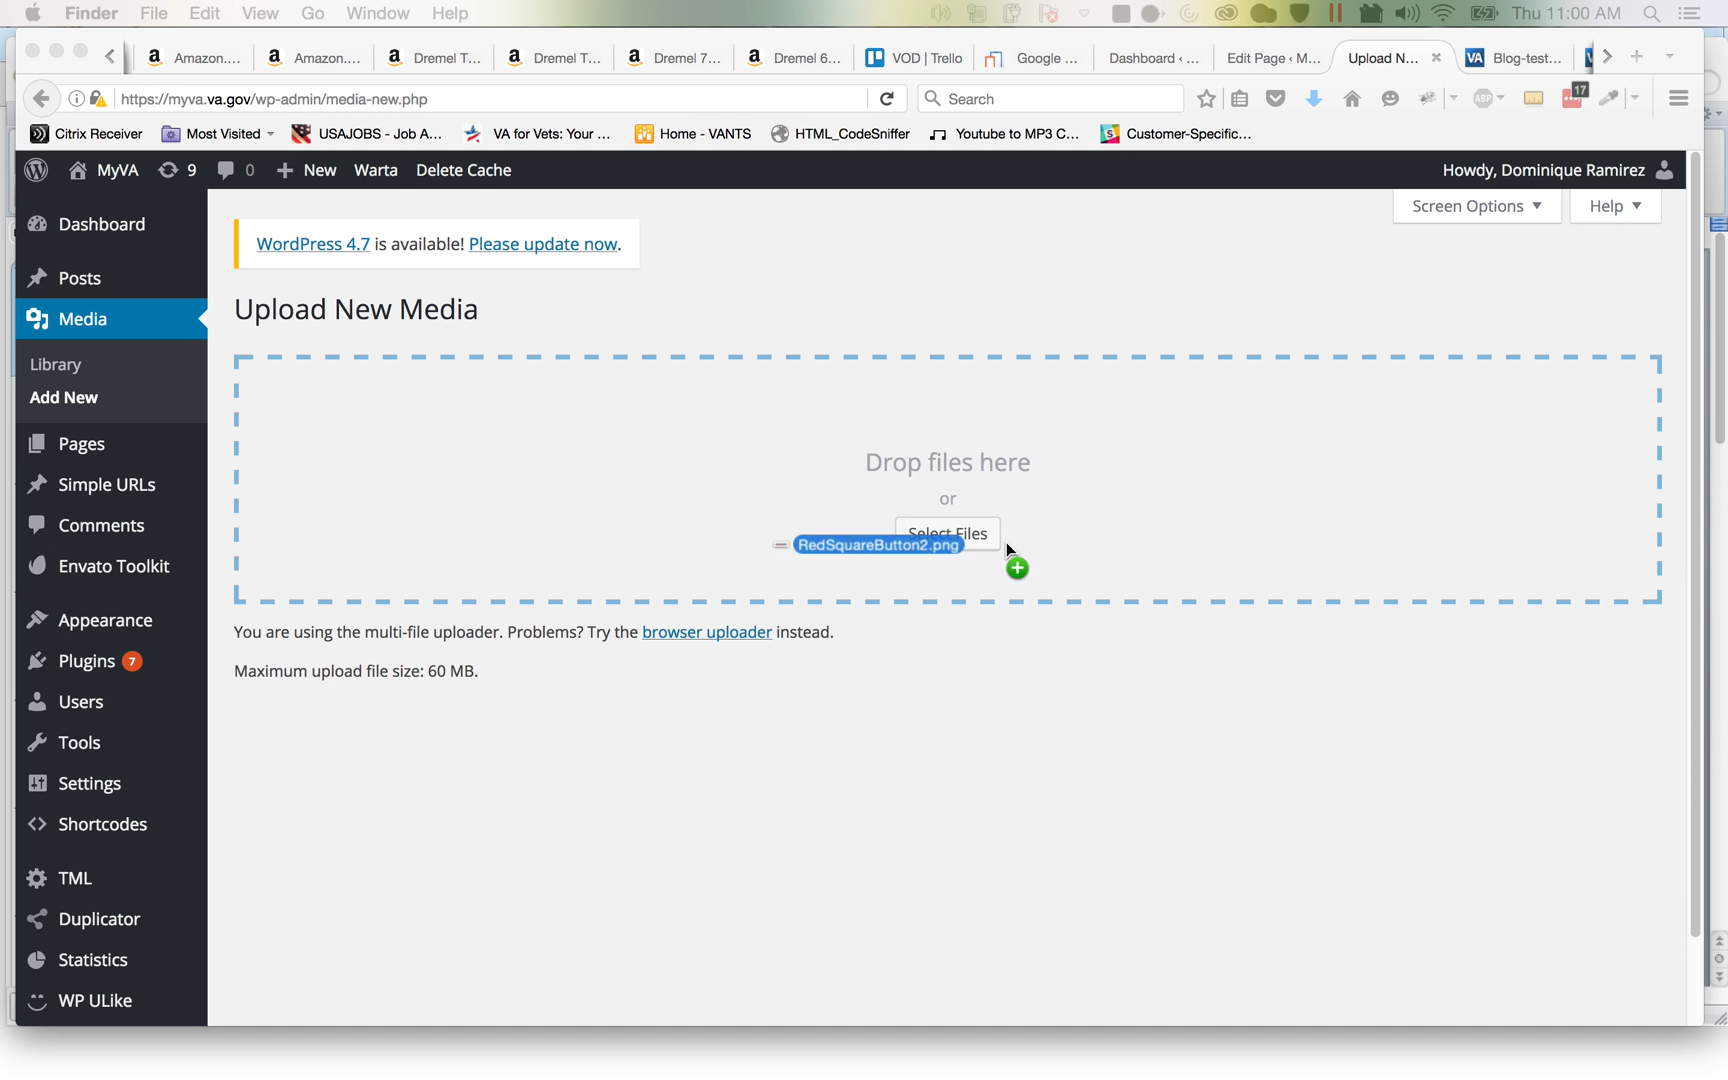 Finder File Edit View Go Window Help Thu 11:00 AM
Amazon.... Amazon.... Dremel T... Dremel T... Dremel 7... Dremel 6... VOD | Trello Google ... Dashboard ‹ ... Edit Page ‹ M... Upload N... VA Blog-test...
https://myva.va.gov/wp-admin/media-new.php Search ABP 17
Citrix Receiver Most Visited USAJOBS - Job A... VA for Vets: Your ... Home - VANTS HTML_CodeSniffer Youtube to MP3 C... Customer-Specific...
MyVA 9 0 New Warta Delete Cache Howdy, Dominique Ramirez
Screen Options Help
Dashboard
Posts
Media
Library
Add New
Pages
Simple URLs
Comments
Envato Toolkit
Appearance
Plugins 7
Users
Tools
Settings
Shortcodes
TML
Duplicator
Statistics
WP ULike
WordPress 4.7 is available! Please update now.
Upload New Media
Drop files here
or
Select Files
RedSquareButton2.png
You are using the multi-file uploader. Problems? Try the browser uploader instead.
Maximum upload file size: 60 MB.